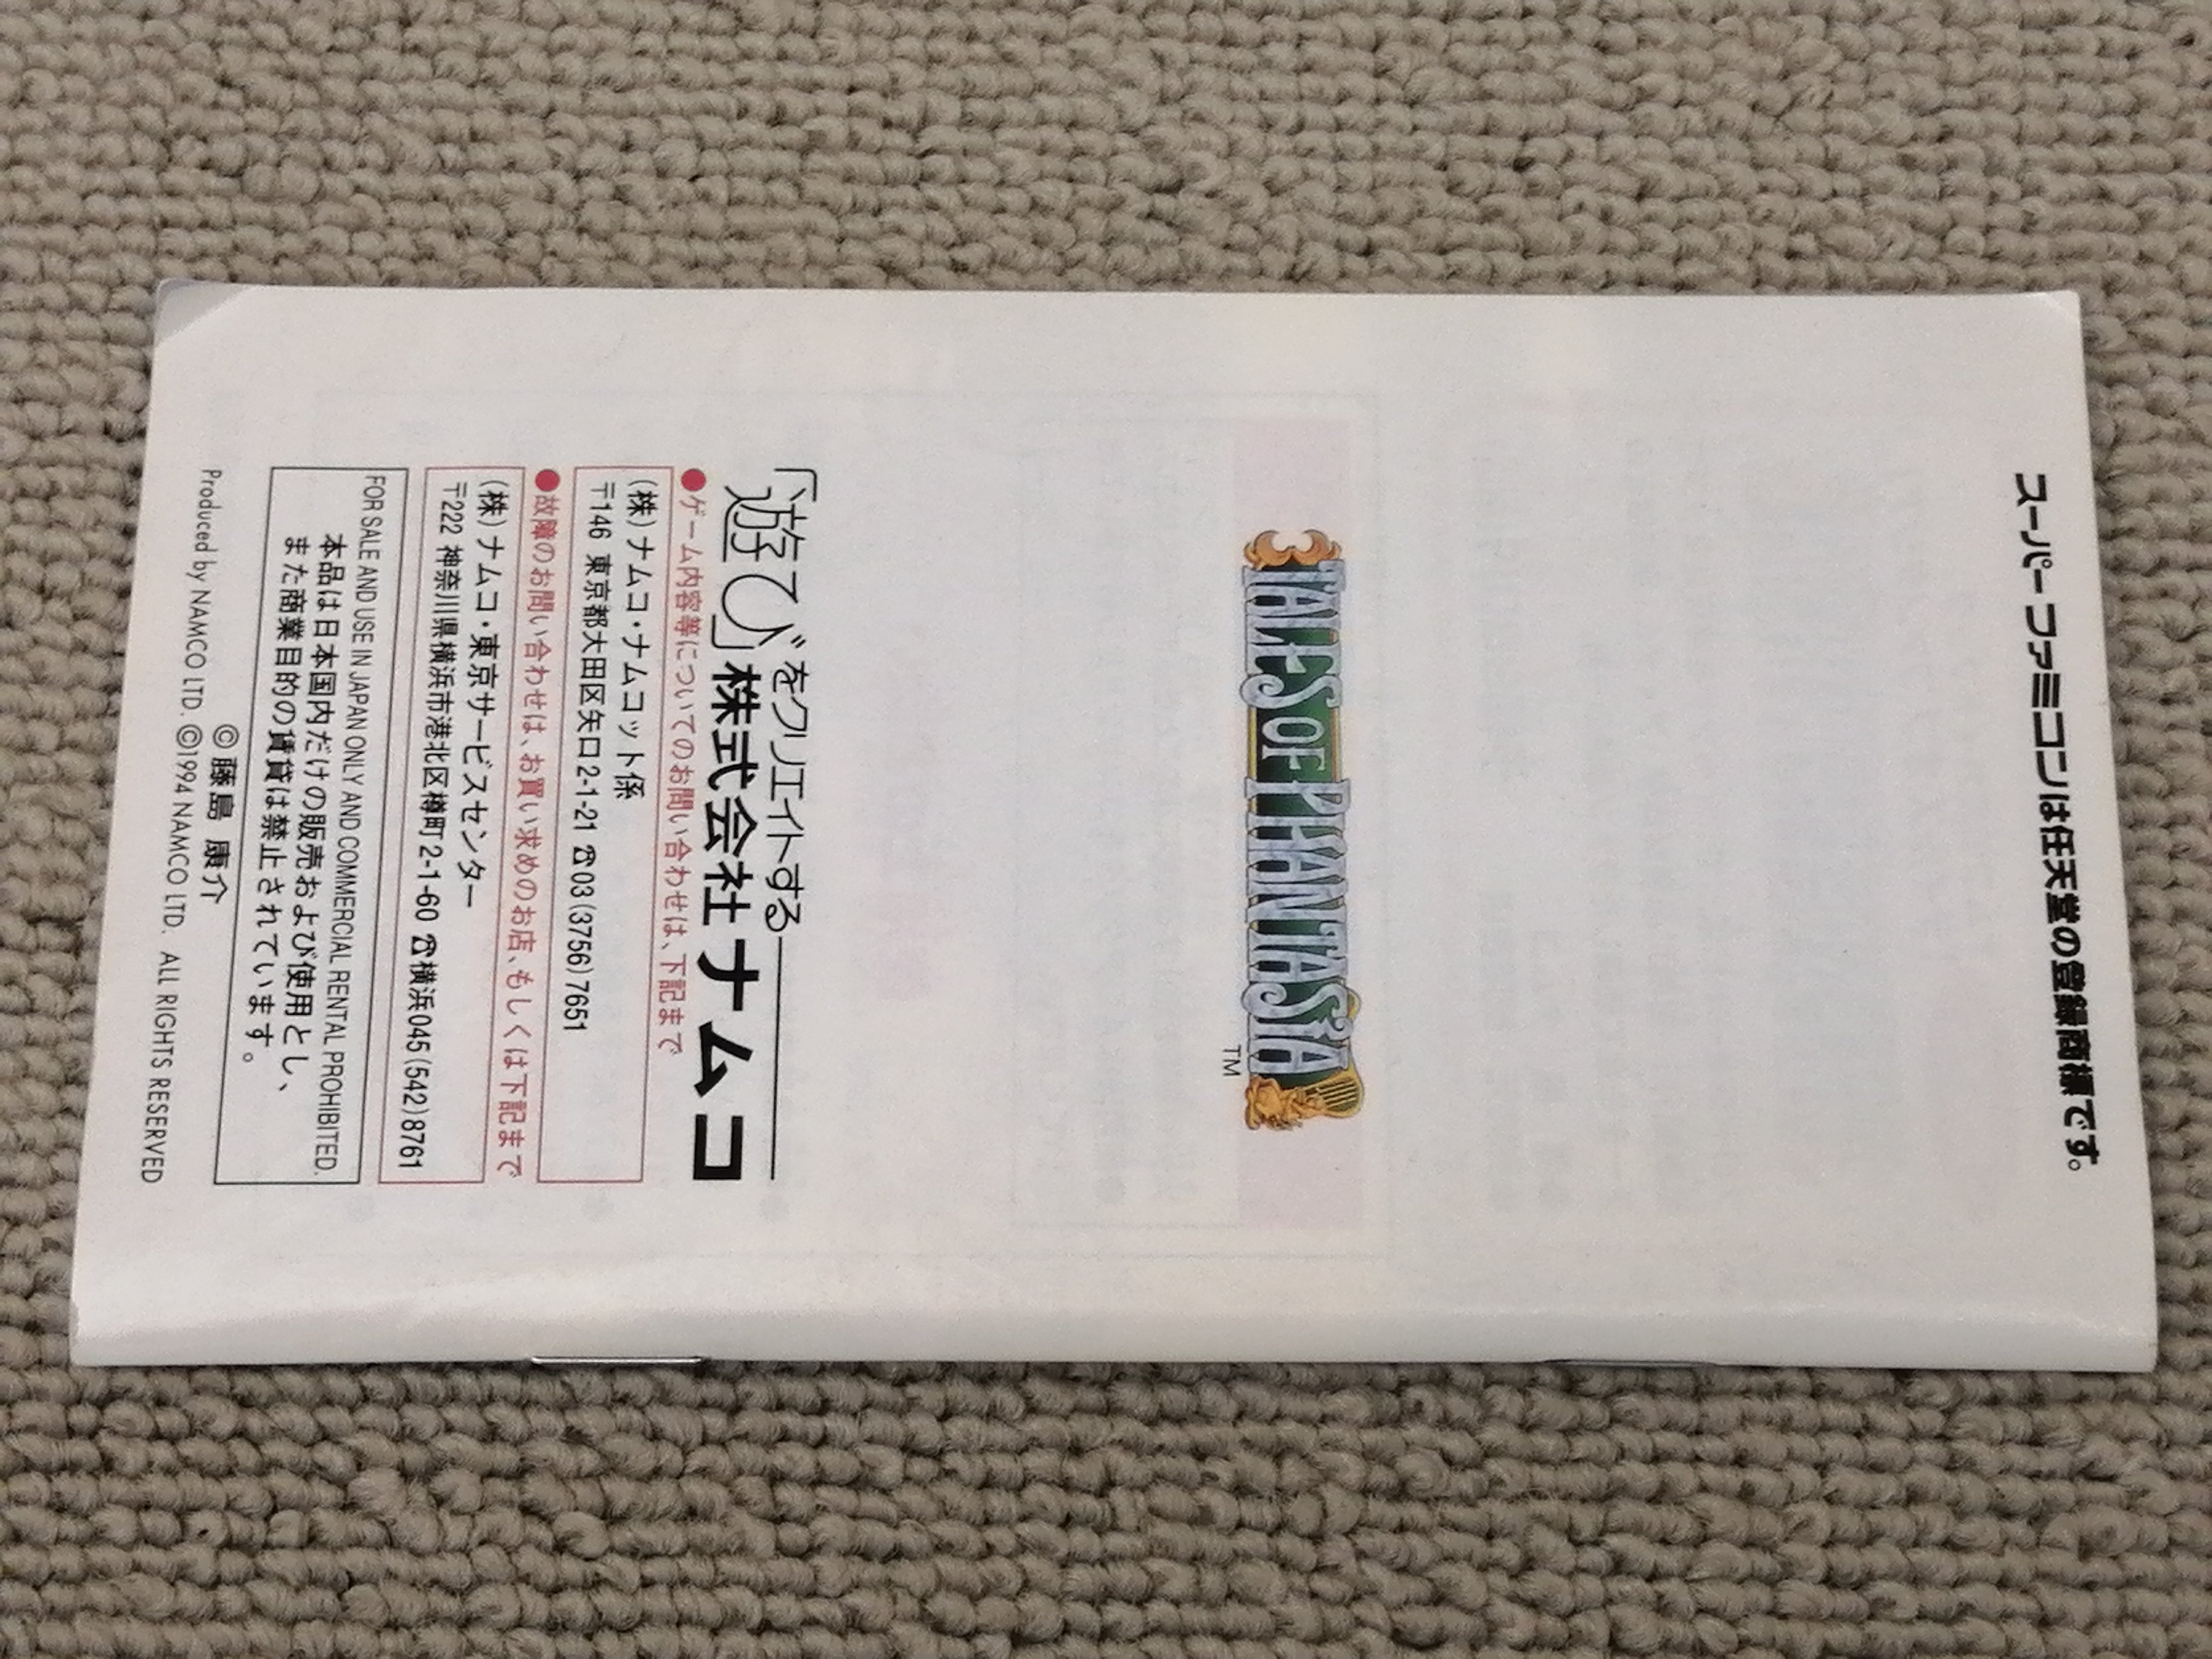 スーパーファミコンは任天堂の登録商標です。
TALES OF PHANTASIA
TM
「遊び」をクリエイトする
株式会社ナムコ
●ゲーム内容等についてのお問い合わせは、下記まで
(株)ナムコ・ナムコット係
〒146 東京都大田区矢口2-1-21 ☎03(3756)7651
●故障のお問い合わせは、お買い求めのお店、もしくは下記まで
(株)ナムコ・東京サービスセンター
〒222 神奈川県横浜市港北区樽町2-1-60 ☎横浜045(542)8761
FOR SALE AND USE IN JAPAN ONLY AND COMMERCIAL RENTAL PROHIBITED.
本品は日本国内だけの販売および使用とし、
また商業目的の賃貸は禁止されています。
©藤島 康介
Produced by NAMCO LTD. ©1994 NAMCO LTD. ALL RIGHTS RESERVED